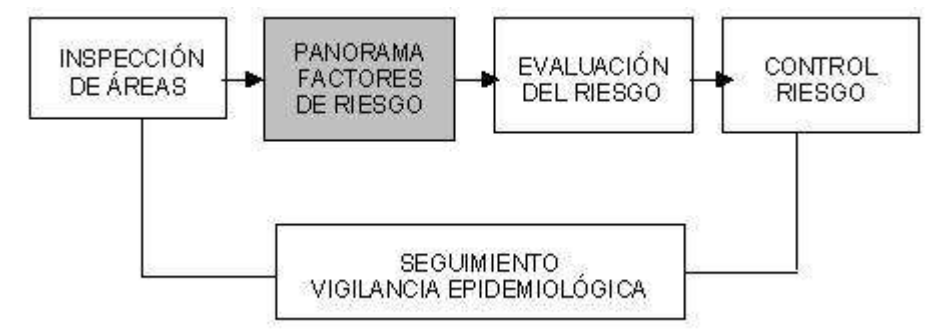 INSPECCIÓN
DE ÁREAS
PANORAMA
FACTORES
DE RIESGO
EVALUACIÓN
DEL RIESGO
CONTROL
RIESGO
SEGUIMIENTO
VIGILANCIA EPIDEMIOLÓGICA